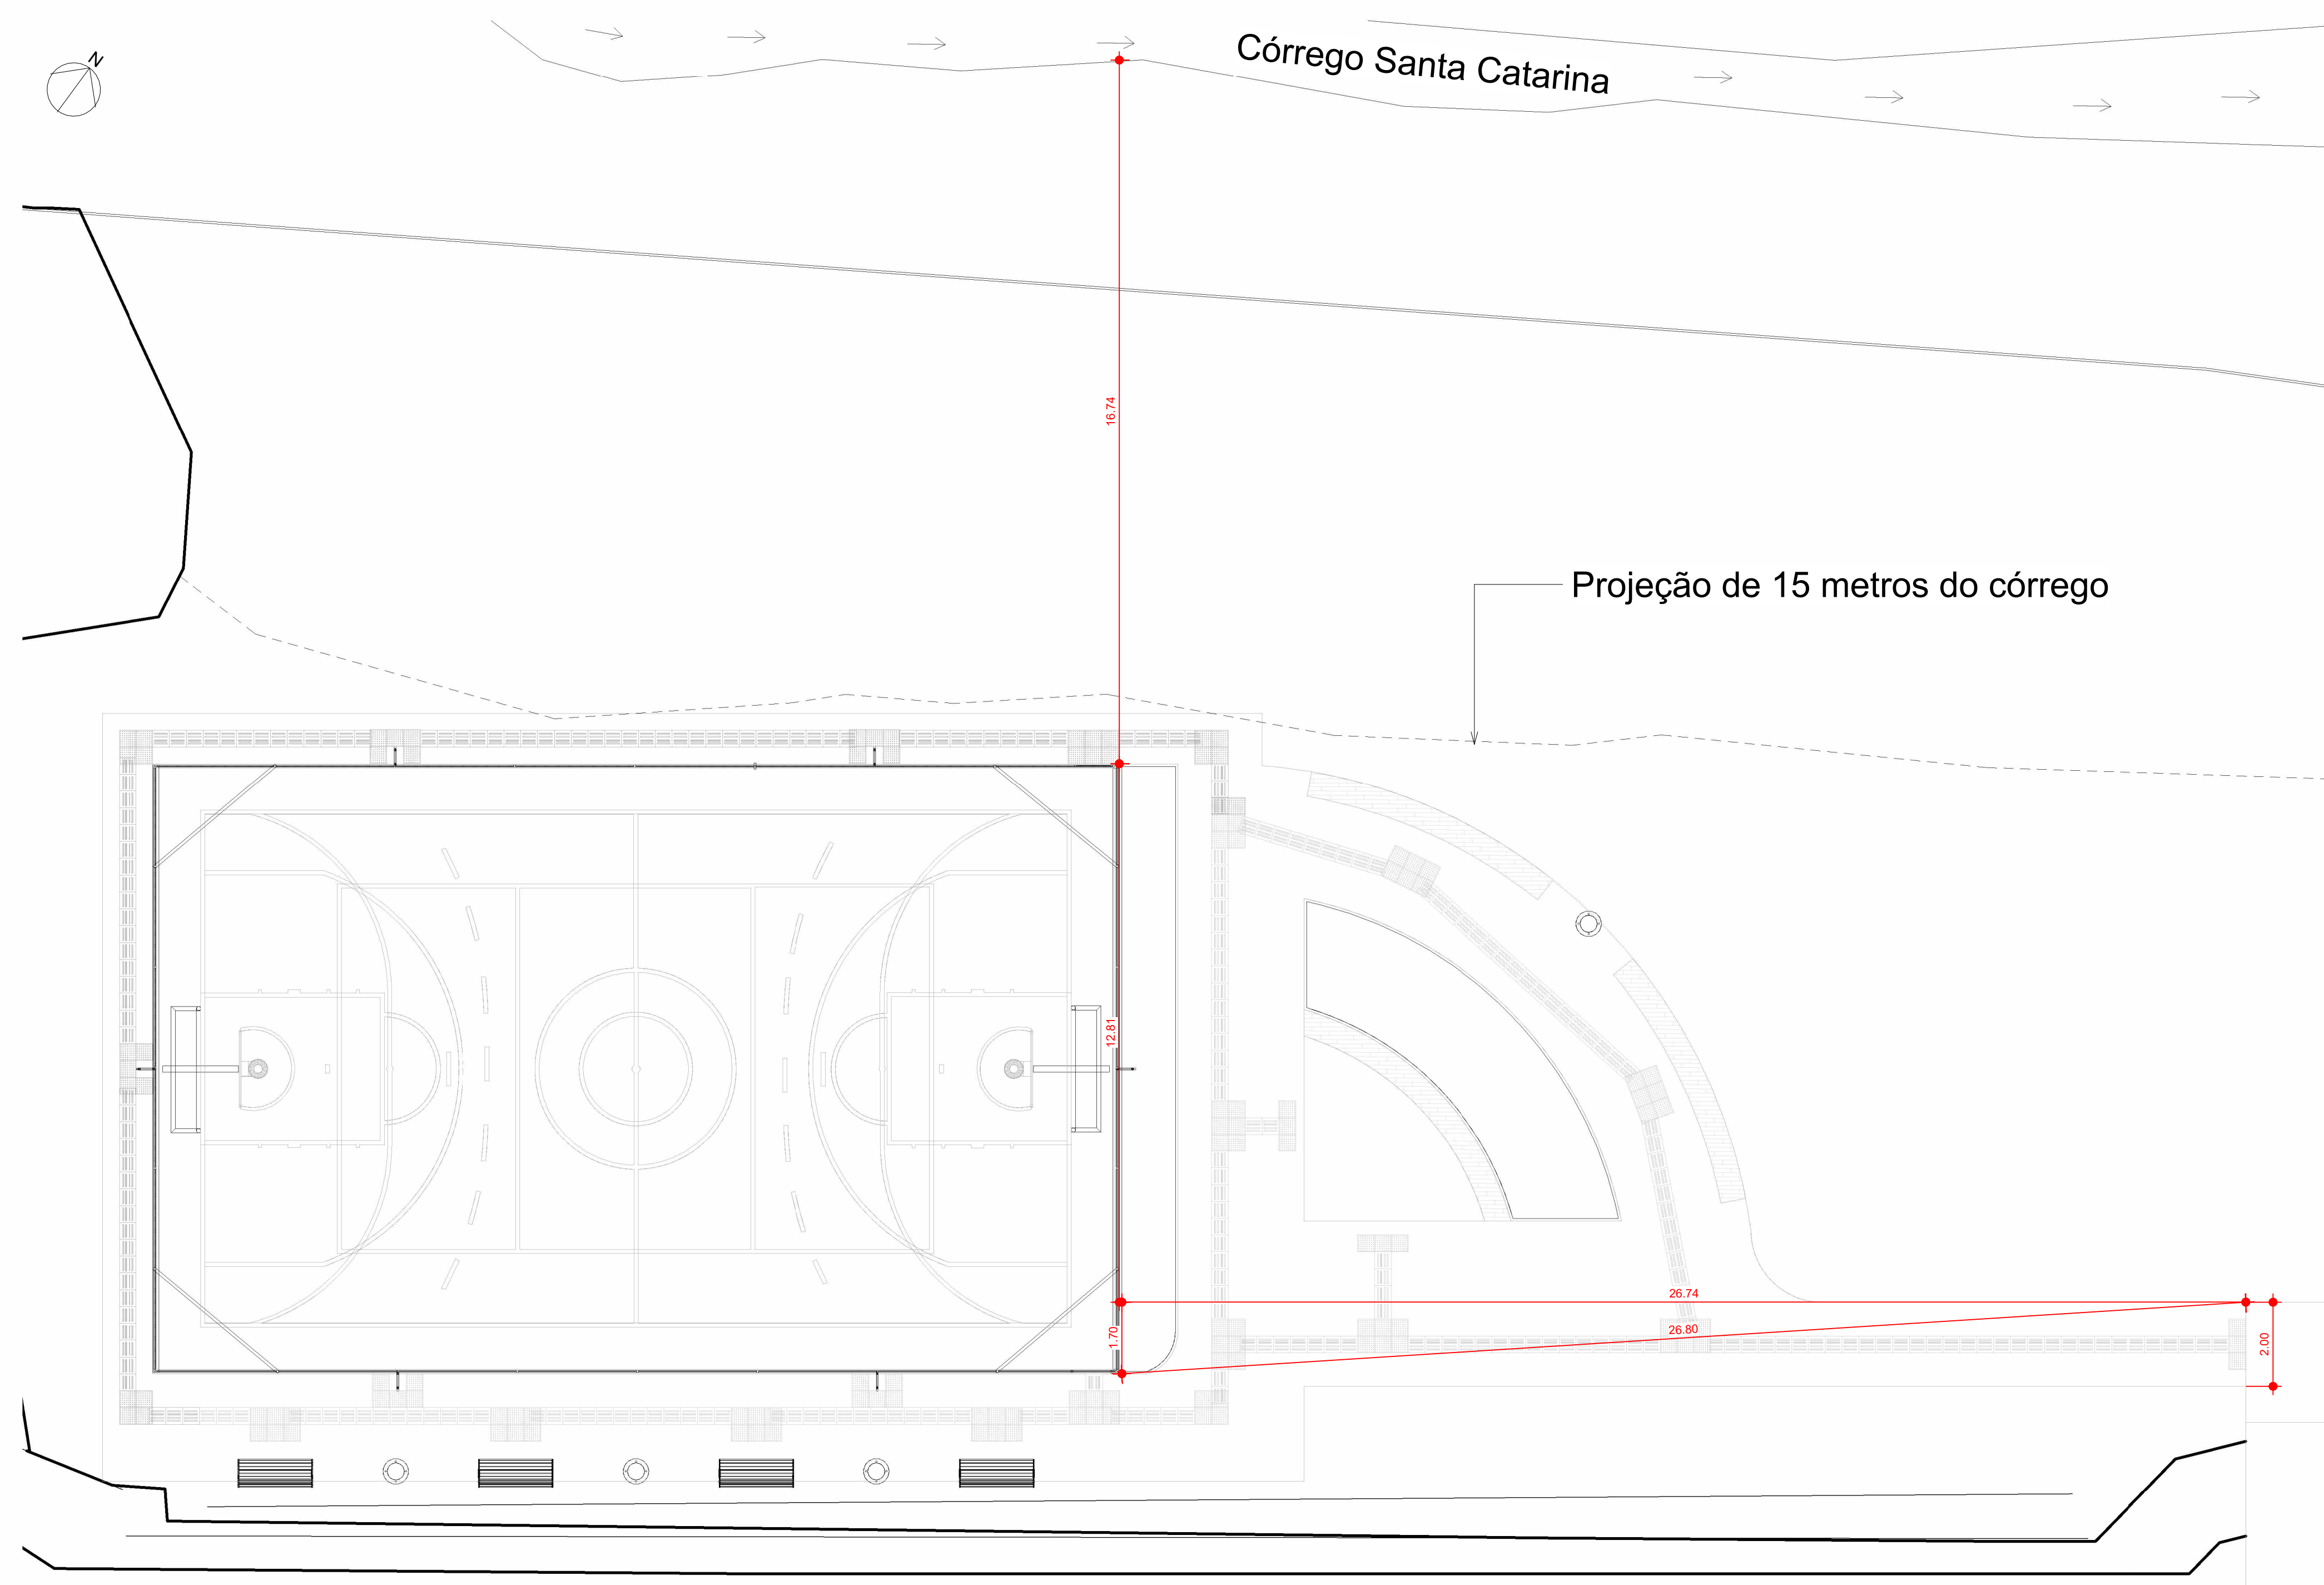 N
Córrego Santa Catarina
16.74
Projeção de 15 metros do córrego
12.81
26.74
1.70
26.80
2.00